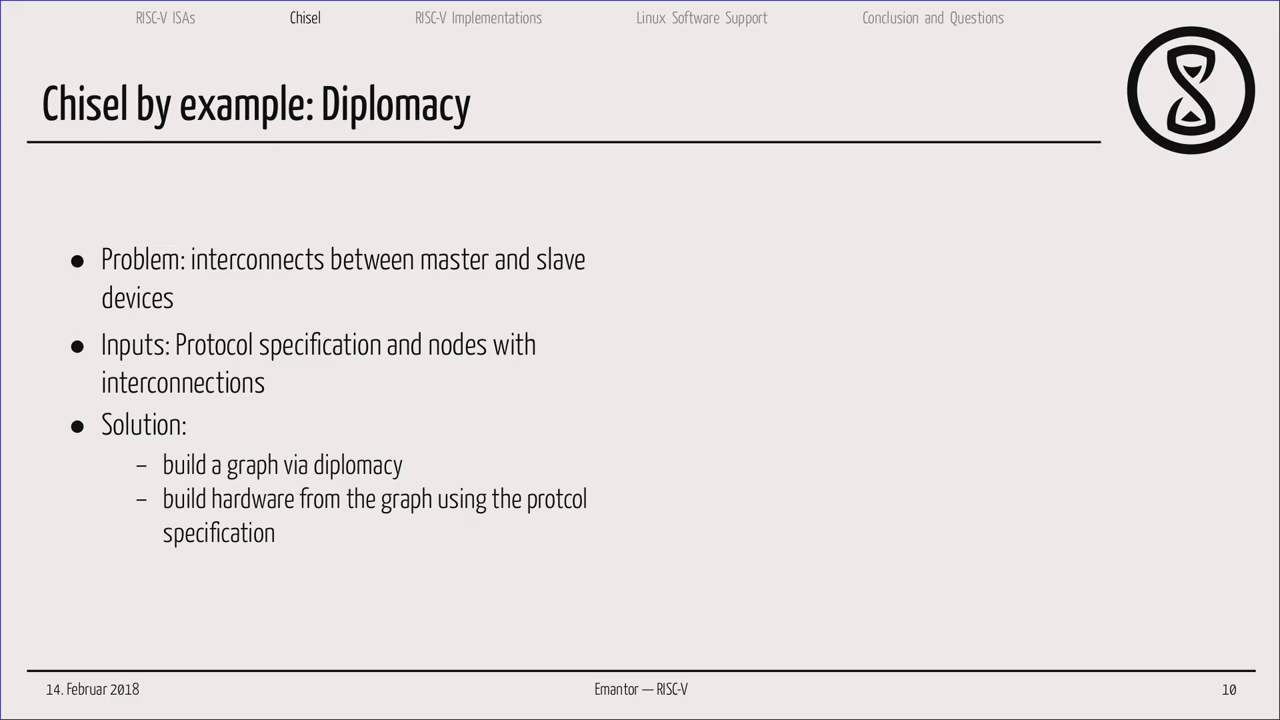 RISC-V ISAs Chisel RISC-V Implementations Linux Software Support Conclusion and Questions
Chisel by example: Diplomacy
● Problem: interconnects between master and slave
devices
● Inputs: Protocol specification and nodes with
interconnections
● Solution:
– build a graph via diplomacy
– build hardware from the graph using the protcol
specification
14. Februar 2018 Emantor — RISC-V 10